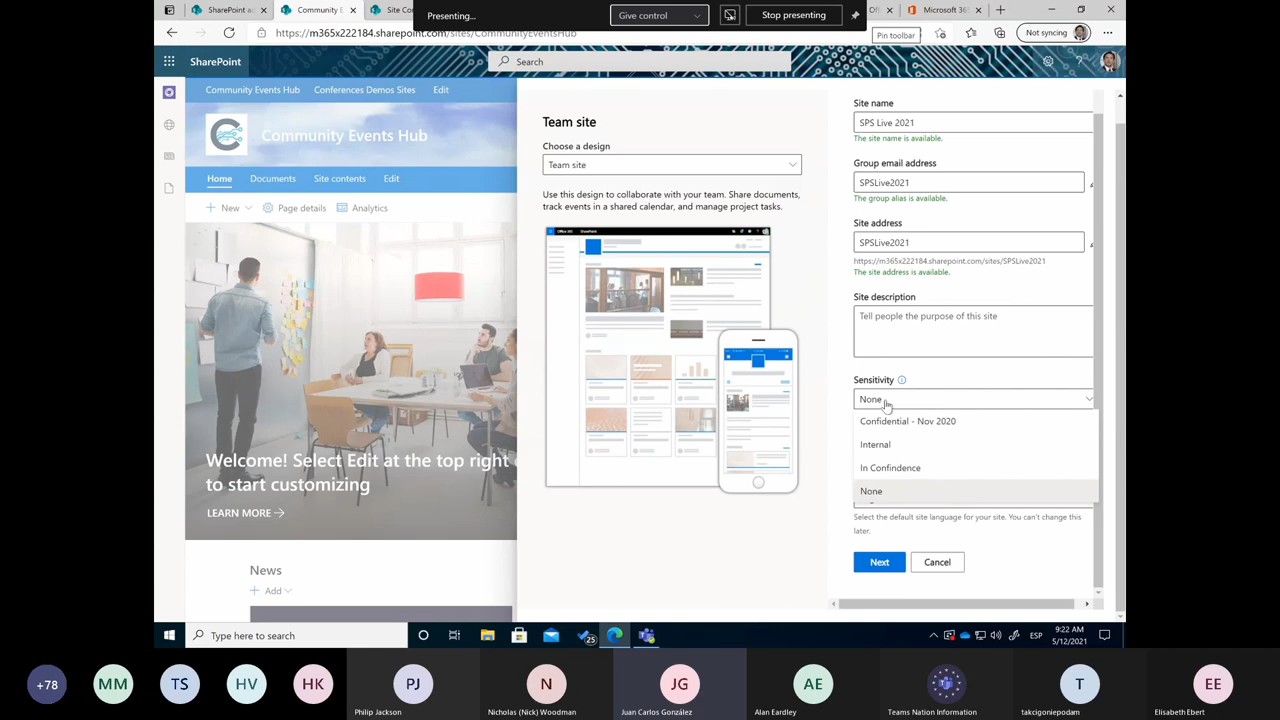 SharePoint a
Community E
Site Co
Presenting...
Give control
Stop presenting
Off
Microsoft 36
https://m365x222184.sharepoint.com/sites/CommunityEventsHub
Pin toolbar
Not syncing
SharePoint
Search
Community Events Hub
Conferences Demos Sites
Edit
Community Events Hub
Home
Documents
Site contents
Edit
New
Page details
Analytics
Welcome! Select Edit at the top right
to start customizing
LEARN MORE
News
Add
Team site
Choose a design
Team site
Use this design to collaborate with your team. Share documents,
track events in a shared calendar, and manage project tasks.
Office 365
SharePoint
Site name
SPS Live 2021
The site name is available.
Group email address
SPSLive2021
The group alias is available.
Site address
SPSLive2021
https://m365x222184.sharepoint.com/sites/SPSLive2021
The site address is available.
Site description
Tell people the purpose of this site
Sensitivity
None
Confidential - Nov 2020
Internal
In Confindence
None
Select the default site language for your site. You can't change this
later.
Next
Cancel
Type here to search
25
ESP
9:22 AM
5/12/2021
+78
MM
TS
HV
HK
PJ
Philip Jackson
N
Nicholas (Nick) Woodman
JG
Juan Carlos González
AE
Alan Eardley
Teams Nation Information
T
takcigoniepodam
EE
Elisabeth Ebert